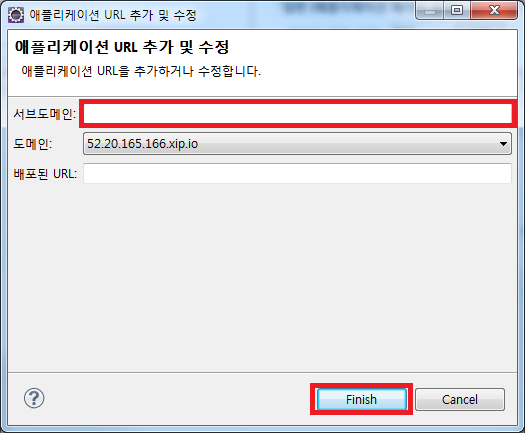 애플리케이션 URL 추가 및 수정
애플리케이션 URL 추가 및 수정
애플리케이션 URL을 추가하거나 수정합니다.
서브도메인:
도메인: 52.20.165.166.xip.io
배포된 URL:
? Finish Cancel